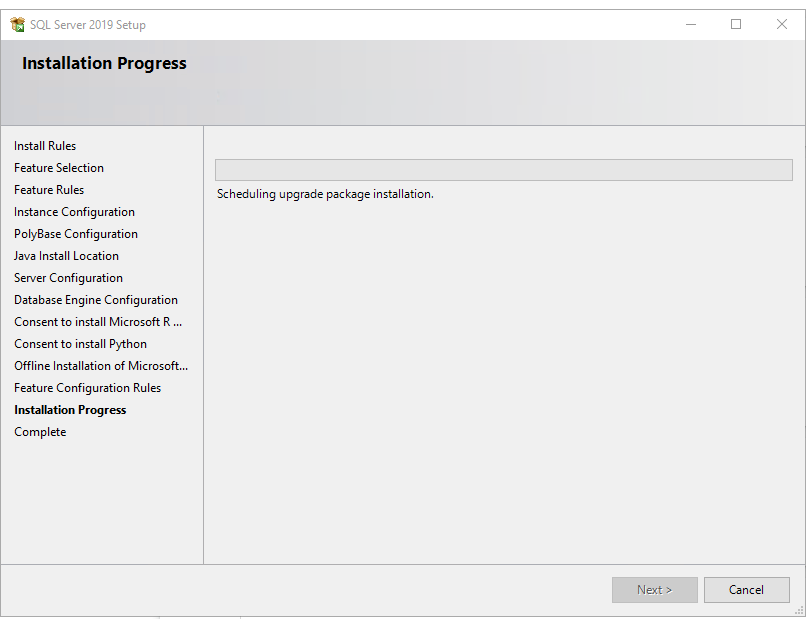 SQL Server 2019 Setup
Installation Progress
Install Rules
Feature Selection
Feature Rules
Instance Configuration
PolyBase Configuration
Java Install Location
Server Configuration
Database Engine Configuration
Consent to install Microsoft R ...
Consent to install Python
Offline Installation of Microsoft...
Feature Configuration Rules
Installation Progress
Complete
Scheduling upgrade package installation.
Next >
Cancel